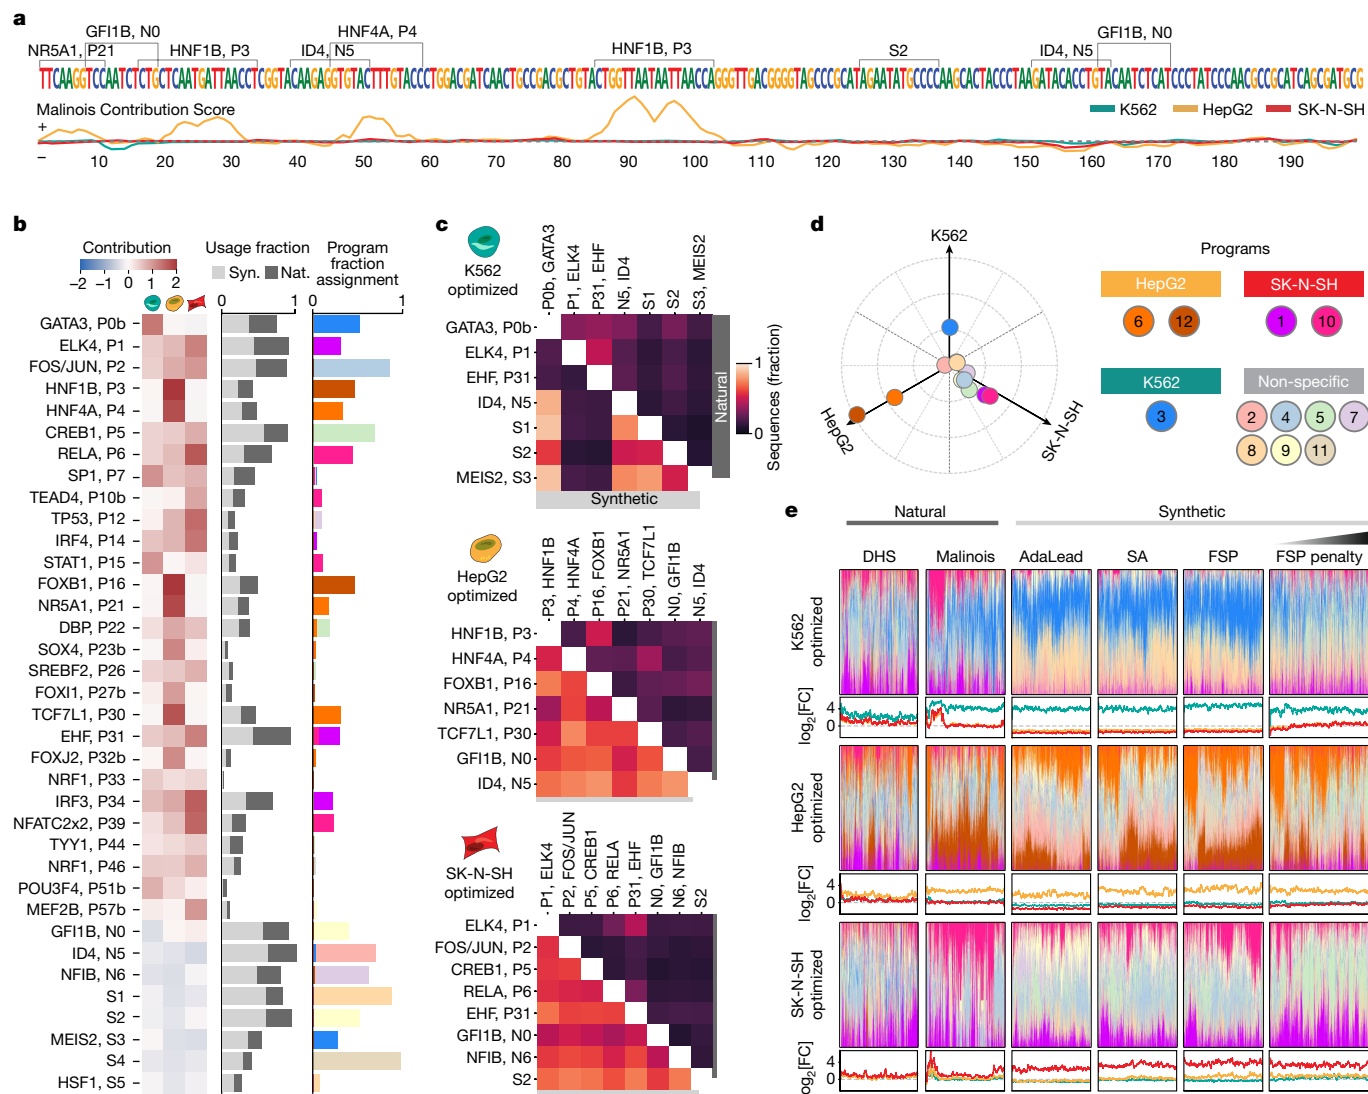 a
GFI1B, N0
HNF4A, P4
GFI1B, N0
NR5A1, P21
HNF1B, P3
ID4, N5
HNF1B, P3
S2
ID4, N5
TTCAAGGTCCAATCTCTGCTCAATGATTAACCTCGGTACAAGAGGTGTACTTTGTACCCTGGACGATCAACTGCCGACGCTGTACTGGTTAATAATTAACCAGGGTTGACGGGGTAGCCCGCATAGAATATGCCCCAAGCACTACCCTAAGATACACCTGTACAATCTCATCCCTATCCCAACGCCGCATCAGCGATGCG
Malinois Contribution Score
K562 HepG2 SK-N-SH
+
−
10 20 30 40 50 60 70 80 90 100 110 120 130 140 150 160 170 180 190
b
Contribution
−2 −1 0 1 2
Usage fraction
Syn. Nat.
0 1
Program
fraction
assignment
0 1
GATA3, P0b
ELK4, P1
FOS/JUN, P2
HNF1B, P3
HNF4A, P4
CREB1, P5
RELA, P6
SP1, P7
TEAD4, P10b
TP53, P12
IRF4, P14
STAT1, P15
FOXB1, P16
NR5A1, P21
DBP, P22
SOX4, P23b
SREBF2, P26
FOXI1, P27b
TCF7L1, P30
EHF, P31
FOXJ2, P32b
NRF1, P33
IRF3, P34
NFATC2x2, P39
TYY1, P44
NRF1, P46
POU3F4, P51b
MEF2B, P57b
GFI1B, N0
ID4, N5
NFIB, N6
S1
S2
MEIS2, S3
S4
HSF1, S5
c
K562
optimized
P0b, GATA3
P1, ELK4
P31, EHF
N5, ID4
S1
S2
S3, MEIS2
GATA3, P0b
ELK4, P1
EHF, P31
ID4, N5
S1
S2
MEIS2, S3
Natural
Synthetic
1
0
Sequences (fraction)
HepG2
optimized
P3, HNF1B
P4, HNF4A
P16, FOXB1
P21, NR5A1
P30, TCF7L1
N0, GFI1B
N5, ID4
HNF1B, P3
HNF4A, P4
FOXB1, P16
NR5A1, P21
TCF7L1, P30
GFI1B, N0
ID4, N5
SK-N-SH
optimized
P1, ELK4
P2, FOS/JUN
P5, CREB1
P6, RELA
P31, EHF
N0, GFI1B
N6, NFIB
S2
ELK4, P1
FOS/JUN, P2
CREB1, P5
RELA, P6
EHF, P31
GFI1B, N0
NFIB, N6
S2
d
K562
HepG2
SK-N-SH
Programs
HepG2
6 12
SK-N-SH
1 10
K562
3
Non-specific
2 4 5 7
8 9 11
e
Natural
Synthetic
DHS Malinois AdaLead SA FSP FSP penalty
K562
optimized
log2[FC]
4
0
HepG2
optimized
log2[FC]
4
0
SK-N-SH
optimized
log2[FC]
4
0